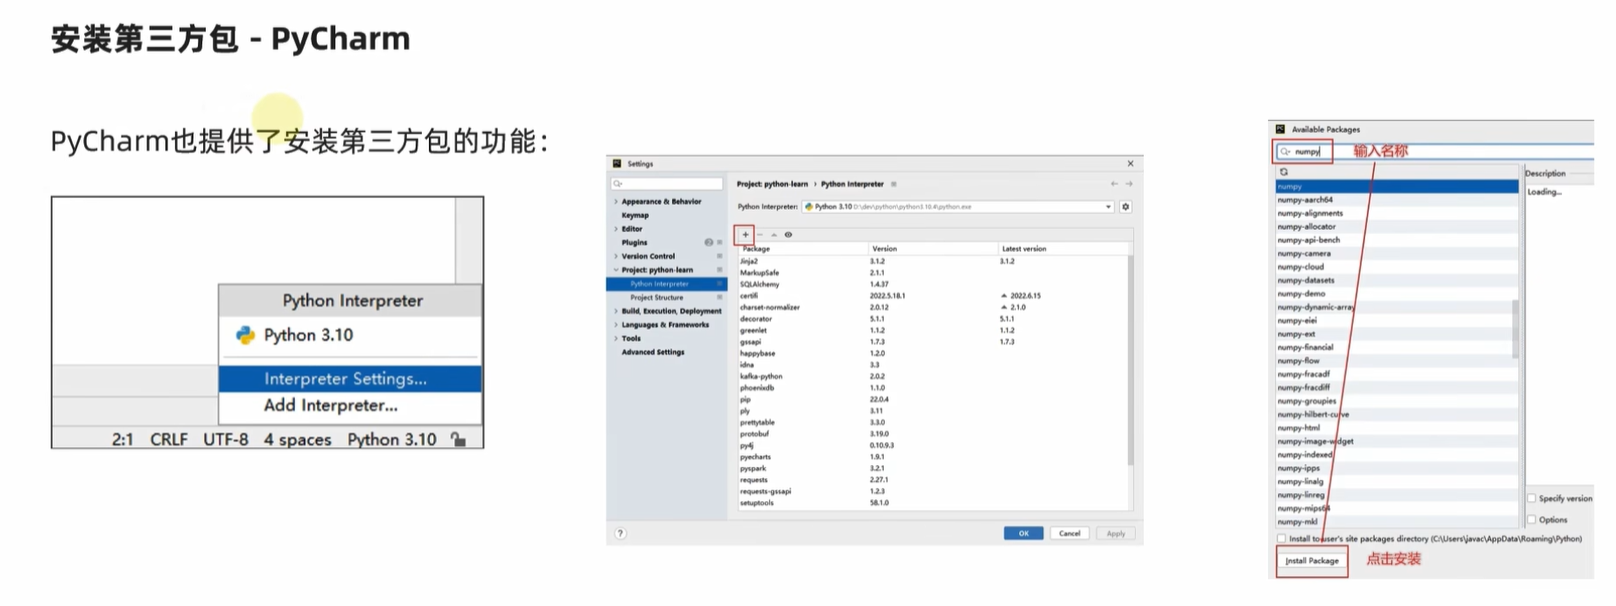 安装第三方包 - PyCharm
PyCharm也提供了安装第三方包的功能：
Python Interpreter
Python 3.10
Interpreter Settings...
Add Interpreter...
2:1 CRLF UTF-8 4 spaces Python 3.10
Settings
Appearance & Behavior
Keymap
Editor
Plugins
Version Control
Project: python-learn
Python Interpreter
Project Structure
Build, Execution, Deployment
Languages & Frameworks
Tools
Advanced Settings
Project: python-learn › Python Interpreter
Python Interpreter: Python 3.10 D:\dev\python\python3.10.4\python.exe
Package Version Latest version
Jinja2 3.1.2 3.1.2
MarkupSafe 2.1.1
SQLAlchemy 1.4.37
certifi 2022.5.18.1 2022.6.15
charset-normalizer 2.0.12 2.1.0
decorator 5.1.1 5.1.1
greenlet 1.1.2 1.1.2
gssapi 1.7.3 1.7.3
happybase 1.2.0
idna 3.3
kafka-python 2.0.2
phoenixdb 1.1.0
pip 22.0.4
ply 3.11
prettytable 3.3.0
protobuf 3.19.0
py4j 0.10.9.3
pyecharts 1.9.1
pyspark 3.2.1
requests 2.27.1
requests-gssapi 1.2.3
setuptools 58.1.0
? OK Cancel Apply
Available Packages
numpy 输入名称
Description
Loading...
numpy
numpy-aarch64
numpy-alignments
numpy-allocator
numpy-api-bench
numpy-camera
numpy-cloud
numpy-datasets
numpy-demo
numpy-dynamic-array
numpy-eiei
numpy-ext
numpy-financial
numpy-flow
numpy-fracadf
numpy-fracdiff
numpy-groupies
numpy-hilbert-curve
numpy-html
numpy-image-widget
numpy-indexed
numpy-ipps
numpy-linalg
numpy-linreg
numpy-mips64
numpy-mkl
Specify version
Options
Install to user's site packages directory (C:\Users\javac\AppData\Roaming\Python)
Install Package 点击安装